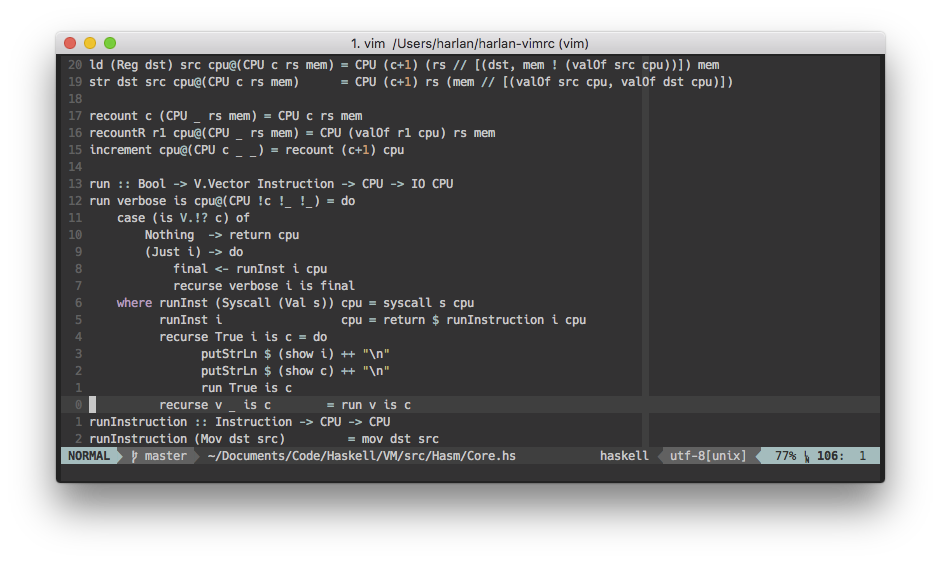 1. vim /Users/harlan/harlan-vimrc (vim)
20 ld (Reg dst) src cpu@(CPU c rs mem) = CPU (c+1) (rs // [(dst, mem ! (valOf src cpu))]) mem
19 str dst src cpu@(CPU c rs mem)      = CPU (c+1) rs (mem // [(valOf src cpu, valOf dst cpu)])
18
17 recount c (CPU _ rs mem) = CPU c rs mem
16 recountR r1 cpu@(CPU _ rs mem) = CPU (valOf r1 cpu) rs mem
15 increment cpu@(CPU c _ _) = recount (c+1) cpu
14
13 run :: Bool -> V.Vector Instruction -> CPU -> IO CPU
12 run verbose is cpu@(CPU !c !_ !_) = do
11     case (is V.!? c) of
10         Nothing  -> return cpu
9         (Just i) -> do
8             final <- runInst i cpu
7             recurse verbose i is final
6     where runInst (Syscall (Val s)) cpu = syscall s cpu
5           runInst i                 cpu = return $ runInstruction i cpu
4           recurse True i is c = do
3                 putStrLn $ (show i) ++ "\n"
2                 putStrLn $ (show c) ++ "\n"
1                 run True is c
0           recurse v _ is c        = run v is c
1 runInstruction :: Instruction -> CPU -> CPU
2 runInstruction (Mov dst src)         = mov dst src
NORMAL master ~/Documents/Code/Haskell/VM/src/Hasm/Core.hs haskell utf-8[unix] 77% 106: 1